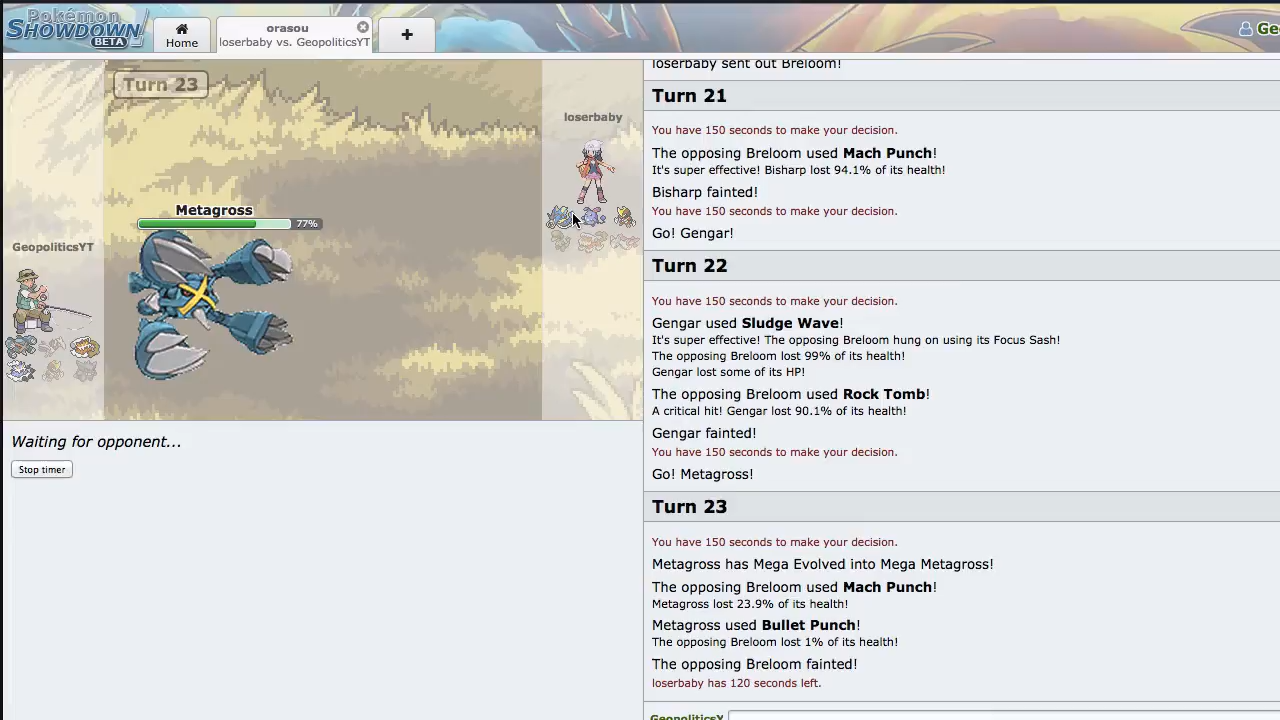 Pokémon
SHOWDOWN!
BETA
Home
orasou
loserbaby vs. GeopoliticsYT
+
Ge
Turn 23
loserbaby
Metagross
77%
GeopoliticsYT
Waiting for opponent...
Stop timer
loserbaby sent out Breloom!
Turn 21
You have 150 seconds to make your decision.
The opposing Breloom used Mach Punch!
It's super effective! Bisharp lost 94.1% of its health!
Bisharp fainted!
You have 150 seconds to make your decision.
Go! Gengar!
Turn 22
You have 150 seconds to make your decision.
Gengar used Sludge Wave!
It's super effective! The opposing Breloom hung on using its Focus Sash!
The opposing Breloom lost 99% of its health!
Gengar lost some of its HP!
The opposing Breloom used Rock Tomb!
A critical hit! Gengar lost 90.1% of its health!
Gengar fainted!
You have 150 seconds to make your decision.
Go! Metagross!
Turn 23
You have 150 seconds to make your decision.
Metagross has Mega Evolved into Mega Metagross!
The opposing Breloom used Mach Punch!
Metagross lost 23.9% of its health!
Metagross used Bullet Punch!
The opposing Breloom lost 1% of its health!
The opposing Breloom fainted!
loserbaby has 120 seconds left.
GeopoliticsY